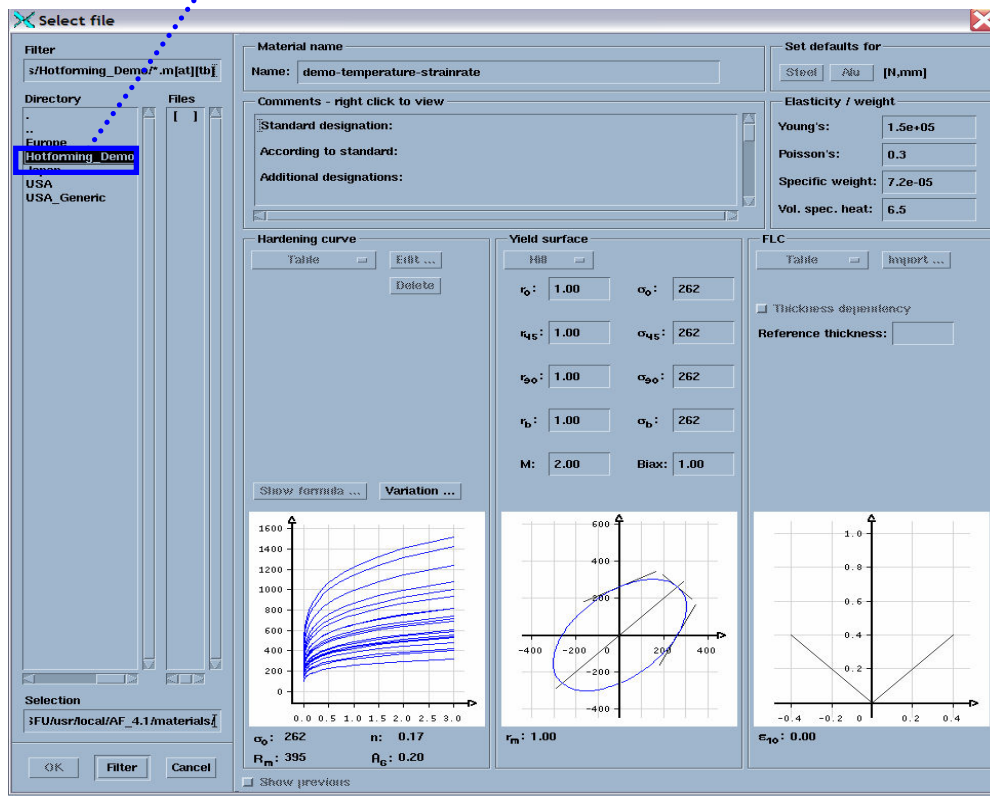 Select file
Filter
s/Hotforming_Demo/*.m[at][tb]
Directory Files
. [ ]
..
Europe
Hotforming_Demo
Japan
USA
USA_Generic
Selection
3FU/usr/local/AF_4.1/materials/
OK Filter Cancel
Material name
Name: demo-temperature-strainrate
Comments - right click to view
Standard designation:
According to standard:
Additional designations:
Set defaults for
Steel Alu [N,mm]
Elasticity / weight
Young's: 1.5e+05
Poisson's: 0.3
Specific weight: 7.2e-05
Vol. spec. heat: 6.5
Hardening curve
Table Edit ...
Delete
Show formula ... Variation ...
1600
1400
1200
1000
800
600
400
200
0
0.0 0.5 1.0 1.5 2.0 2.5 3.0
σ₀: 262 n: 0.17
Rm: 395 AG: 0.20
Show previous
Yield surface
Hill
r₀: 1.00 σ₀: 262
r₄₅: 1.00 σ₄₅: 262
r₉₀: 1.00 σ₉₀: 262
rb: 1.00 σb: 262
M: 2.00 Biax: 1.00
600
400
200
-400 -200 0 200 400
-200
-400
rm: 1.00
FLC
Table Import ...
Thickness dependency
Reference thickness:
1.0
0.8
0.6
0.4
0.2
-0.4 -0.2 0 0.2 0.4
ε₁₀: 0.00